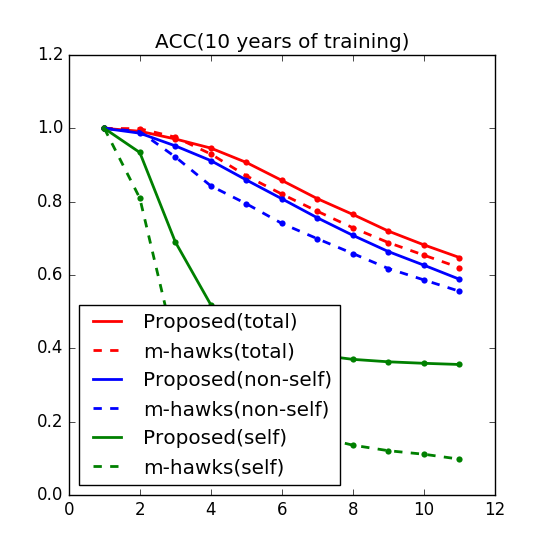 ACC(10 years of training)
1.2
1.0
0.8
0.6
0.4
0.2
0.0
Proposed(total)
m-hawks(total)
Proposed(non-self)
m-hawks(non-self)
Proposed(self)
m-hawks(self)
0 2 4 6 8 10 12